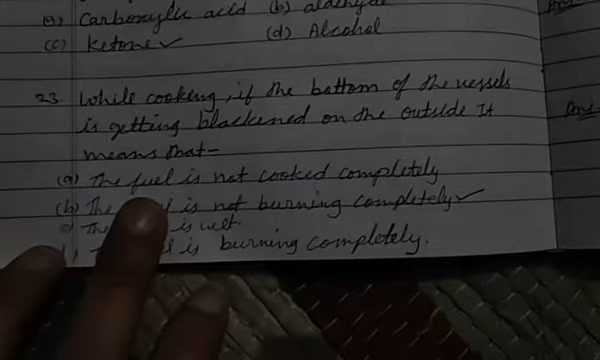 (a) Carboxylic acid (b) aldehyde
(c) Ketone ✓ (d) Alcohol
23. While cooking, if the bottom of the vessels
is getting blackened on the outside It
means that—
(a) The fuel is not cooked completely
(b) The is not burning completely ✓
The is wet.
is burning completely.
Ans-